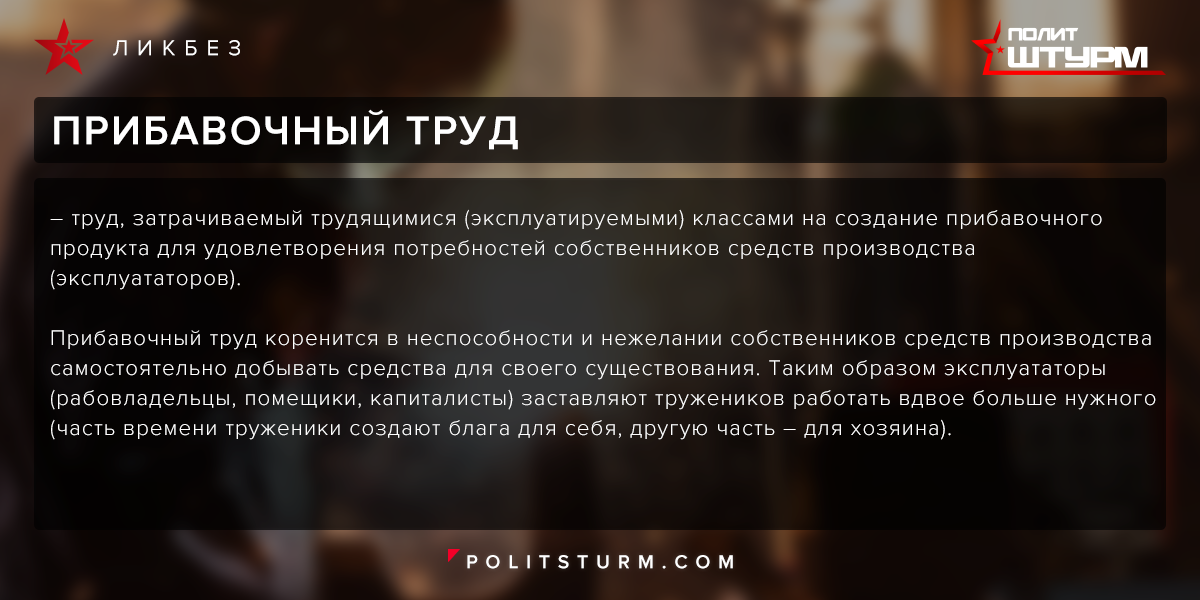 ЛИКБЕЗ
ПОЛИТ
ШТУРМ
ПРИБАВОЧНЫЙ ТРУД
– труд, затрачиваемый трудящимися (эксплуатируемыми) классами на создание прибавочного
продукта для удовлетворения потребностей собственников средств производства
(эксплуататоров).
Прибавочный труд коренится в неспособности и нежелании собственников средств производства
самостоятельно добывать средства для своего существования. Таким образом эксплуататоры
(рабовладельцы, помещики, капиталисты) заставляют тружеников работать вдвое больше нужного
(часть времени труженики создают блага для себя, другую часть – для хозяина).
POLITSTURM.COM